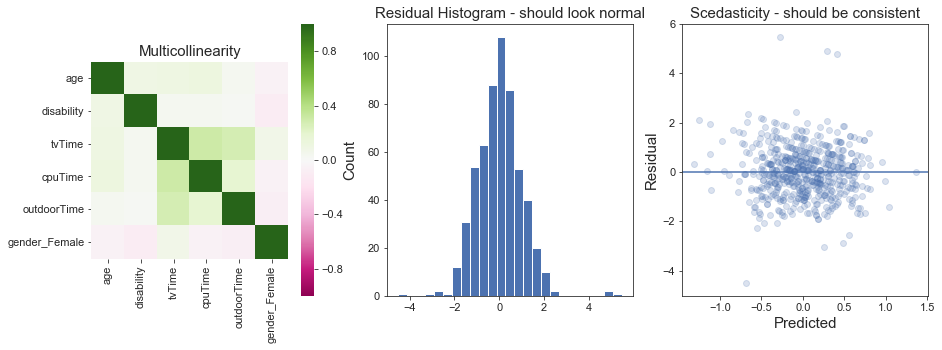 Multicollinearity
age
disability
tvTime
cpuTime
outdoorTime
gender_Female
age
disability
tvTime
cpuTime
outdoorTime
gender_Female
0.8
0.4
0.0
−0.4
−0.8
Residual Histogram - should look normal
Count
100
80
60
40
20
0
−4
−2
0
2
4
Scedasticity - should be consistent
Residual
6
4
2
0
−2
−4
−1.0
−0.5
0.0
0.5
1.0
1.5
Predicted